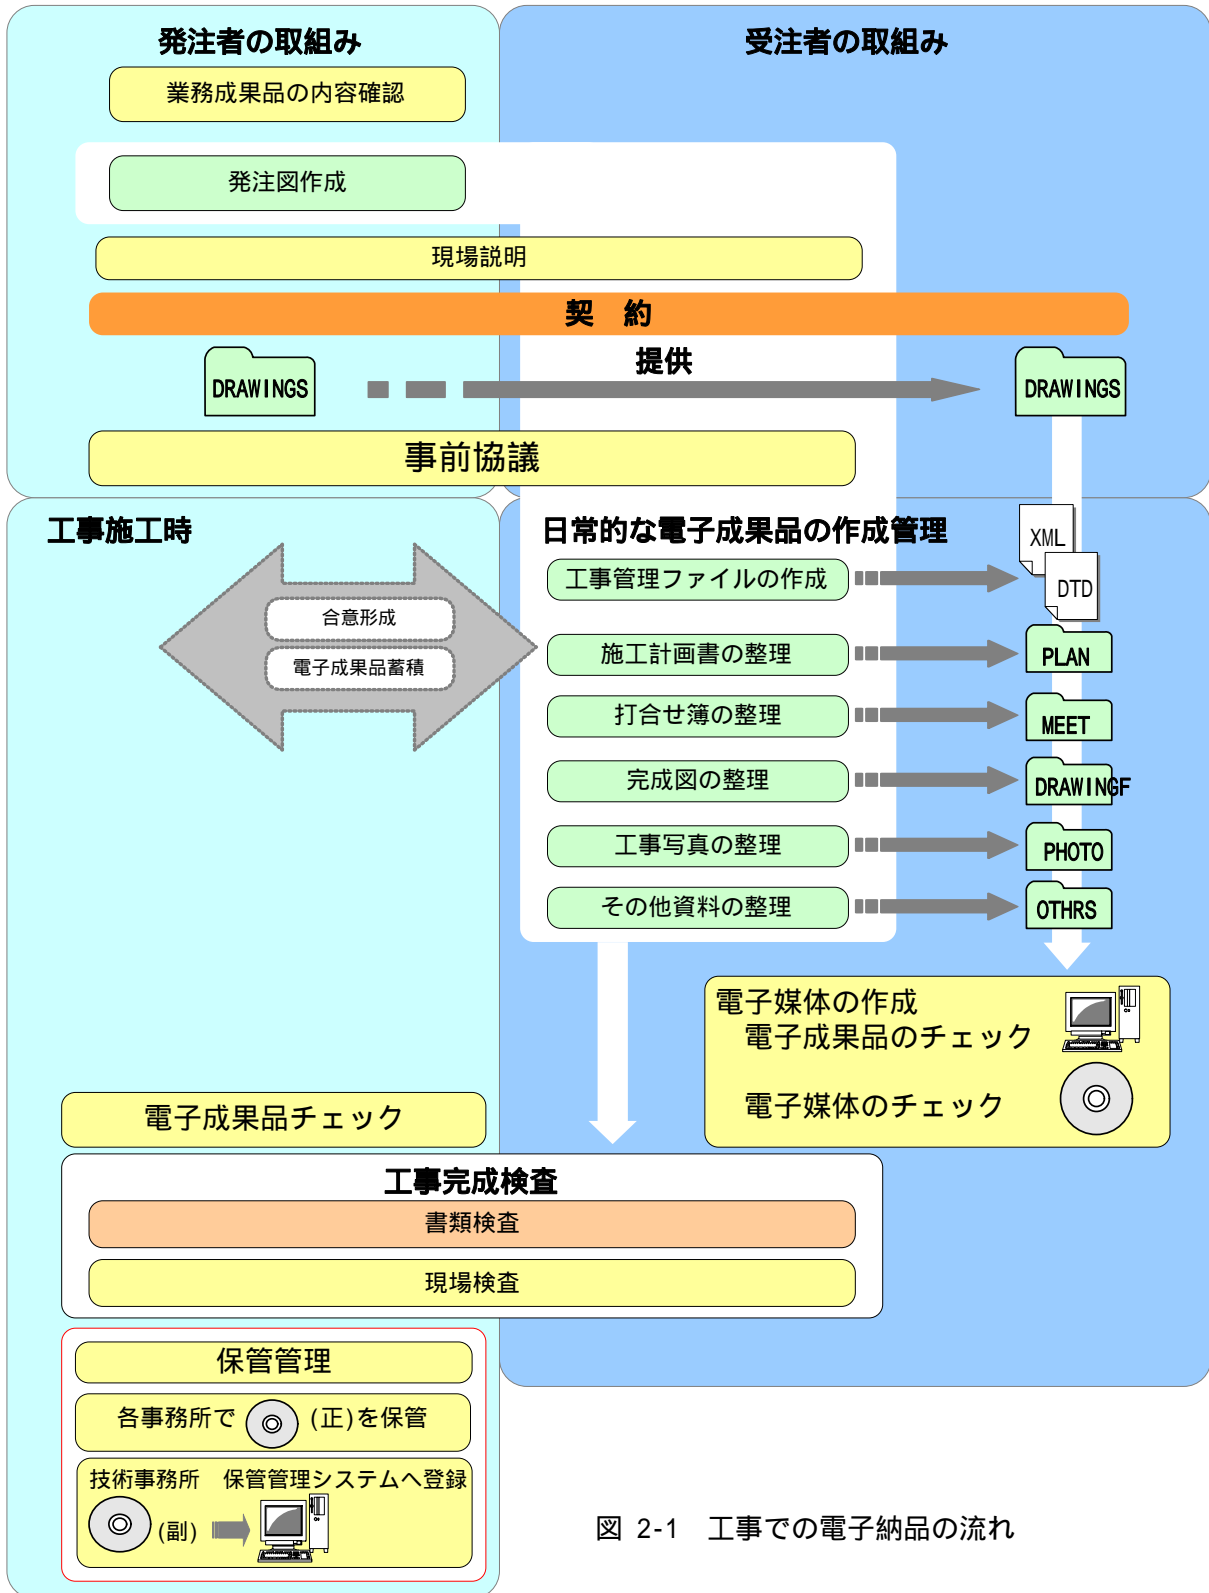 発注者の取組み
受注者の取組み
業務成果品の内容確認
発注図作成
現場説明
契 約
提供
DRAWINGS
DRAWINGS
事前協議
工事施工時
日常的な電子成果品の作成管理
XML
DTD
工事管理ファイルの作成
合意形成
電子成果品蓄積
施工計画書の整理
PLAN
打合せ簿の整理
MEET
完成図の整理
DRAWINGF
工事写真の整理
PHOTO
その他資料の整理
OTHRS
電子媒体の作成
電子成果品のチェック
電子媒体のチェック
電子成果品チェック
工事完成検査
書類検査
現場検査
保管管理
各事務所で (正)を保管
技術事務所 保管管理システムへ登録
(副)
図 2-1 工事での電子納品の流れ